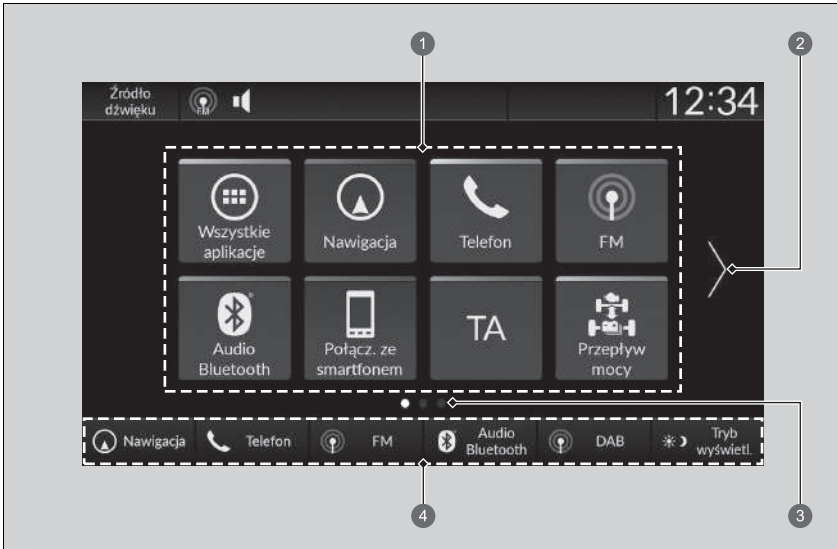 1
2
Źródło
dźwięku
FM
12:34
Wszystkie
aplikacje
Nawigacja
Telefon
FM
Audio
Bluetooth
Połącz. ze
smartfonem
TA
Przepływ
mocy
Nawigacja
Telefon
FM
Audio
Bluetooth
DAB
Tryb
wyświetl.
4
3